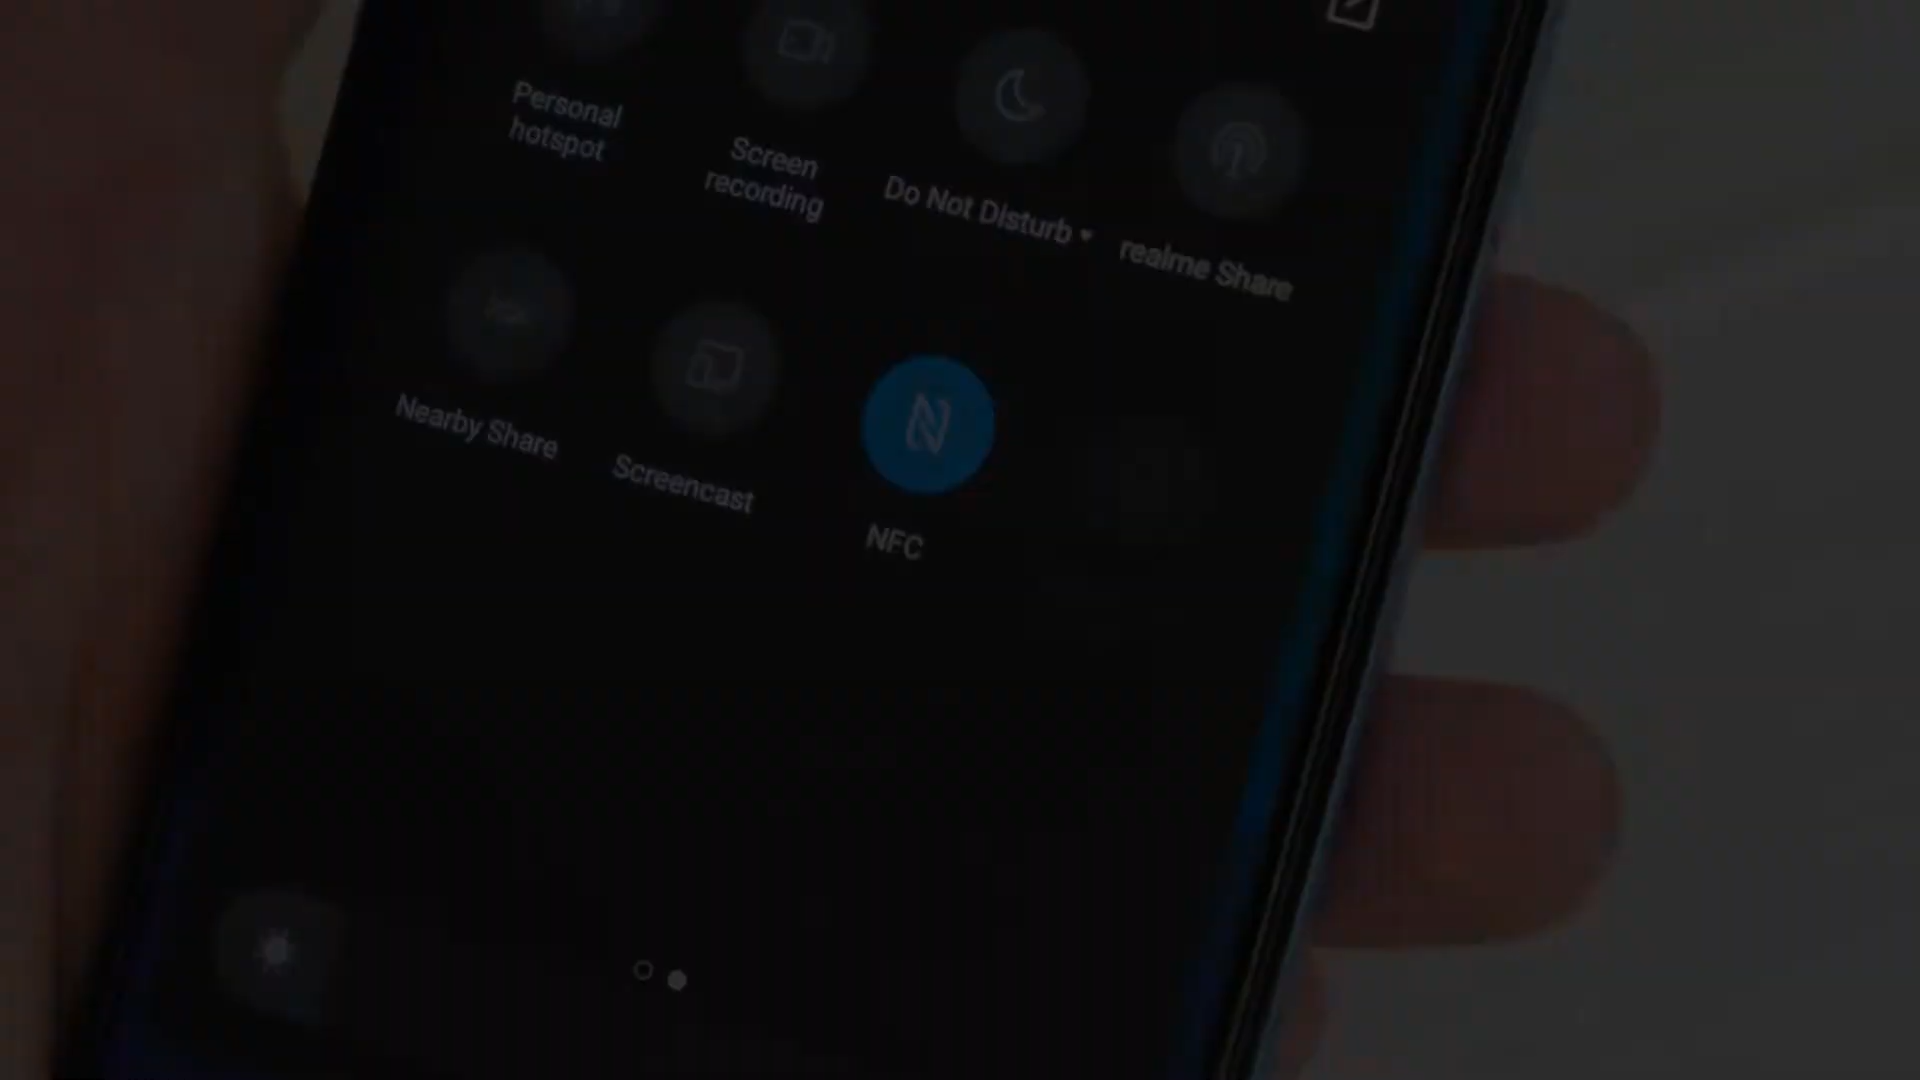 Personal
hotspot
Screen
recording
Do Not Disturb
realme Share
Nearby Share
Screencast
NFC